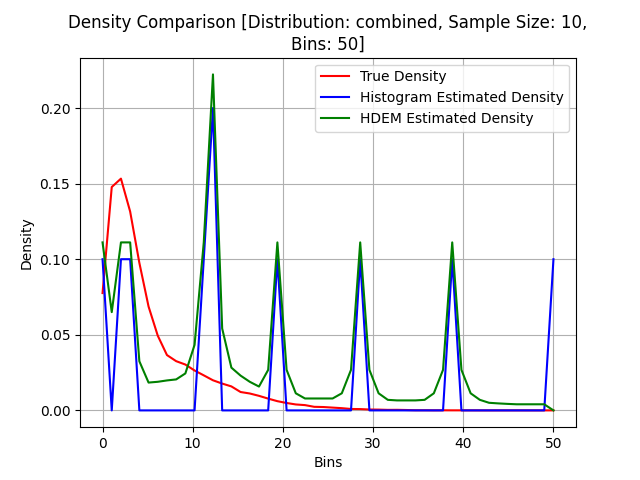 Density Comparison [Distribution: combined, Sample Size: 10,
Bins: 50]
True Density
Histogram Estimated Density
HDEM Estimated Density
Density
0.20
0.15
0.10
0.05
0.00
0 10 20 30 40 50
Bins